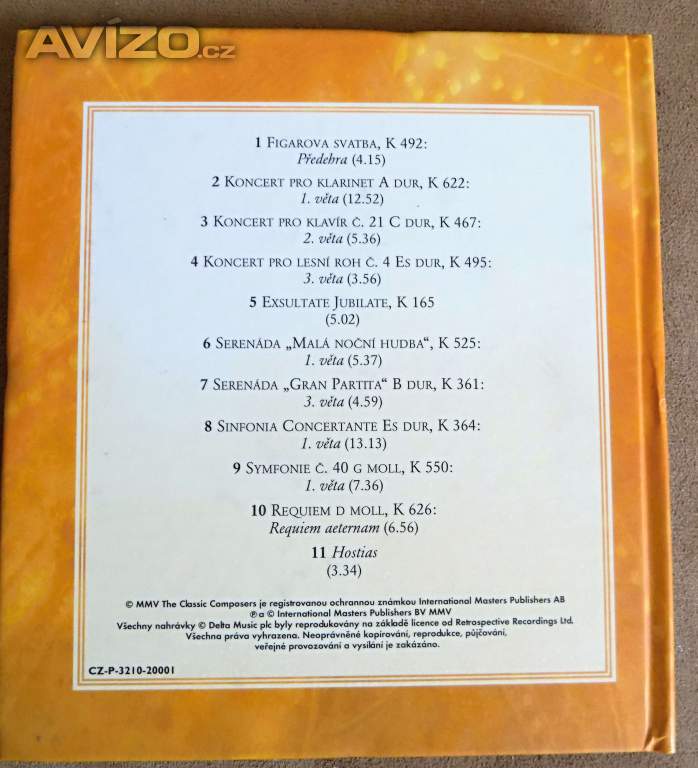 AVÍZO.cz
1 FIGAROVA SVATBA, K 492:
Předehra (4.15)
2 KONCERT PRO KLARINET A DUR, K 622:
1. věta (12.52)
3 KONCERT PRO KLAVÍR Č. 21 C DUR, K 467:
2. věta (5.36)
4 KONCERT PRO LESNÍ ROH Č. 4 ES DUR, K 495:
3. věta (3.56)
5 EXSULTATE JUBILATE, K 165
(5.02)
6 SERENÁDA „MALÁ NOČNÍ HUDBA“, K 525:
1. věta (5.37)
7 SERENÁDA „GRAN PARTITA“ B DUR, K 361:
3. věta (4.59)
8 SINFONIA CONCERTANTE ES DUR, K 364:
1. věta (13.13)
9 SYMFONIE Č. 40 G MOLL, K 550:
1. věta (7.36)
10 REQUIEM D MOLL, K 626:
Requiem aeternam (6.56)
11 Hostias
(3.34)
© MMV The Classic Composers je registrovanou ochrannou známkou International Masters Publishers AB
℗ a © International Masters Publishers BV MMV
Všechny nahrávky © Delta Music plc byly reprodukovány na základě licence od Retrospective Recordings Ltd.
Všechna práva vyhrazena. Neoprávněné kopírování, reprodukce, půjčování,
veřejné provozování a vysílání je zakázáno.
CZ-P-3210-20001